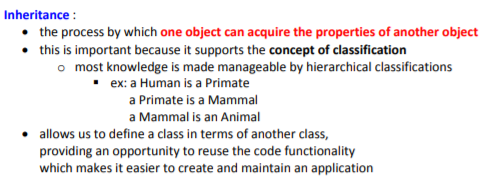 Inheritance :
• the process by which one object can acquire the properties of another object
• this is important because it supports the concept of classification
o most knowledge is made manageable by hierarchical classifications
▪ ex: a Human is a Primate
a Primate is a Mammal
a Mammal is an Animal
• allows us to define a class in terms of another class,
providing an opportunity to reuse the code functionality
which makes it easier to create and maintain an application